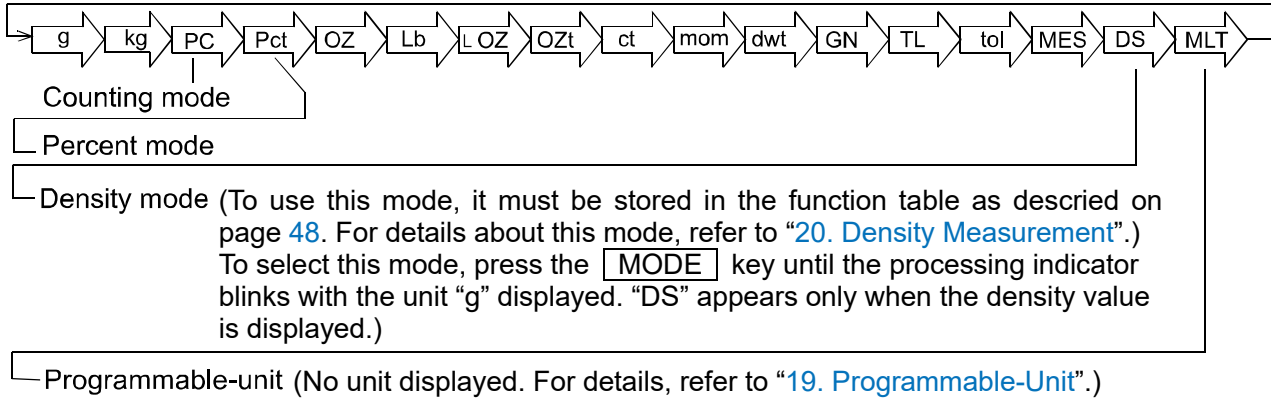 g kg PC Pct OZ Lb L OZ OZt ct mom dwt GN TL tol MES DS MLT
Counting mode
Percent mode
Density mode (To use this mode, it must be stored in the function table as descried on
page 48. For details about this mode, refer to “20. Density Measurement”.)
To select this mode, press the MODE key until the processing indicator
blinks with the unit “g” displayed. “DS” appears only when the density value
is displayed.)
Programmable-unit (No unit displayed. For details, refer to “19. Programmable-Unit”.)